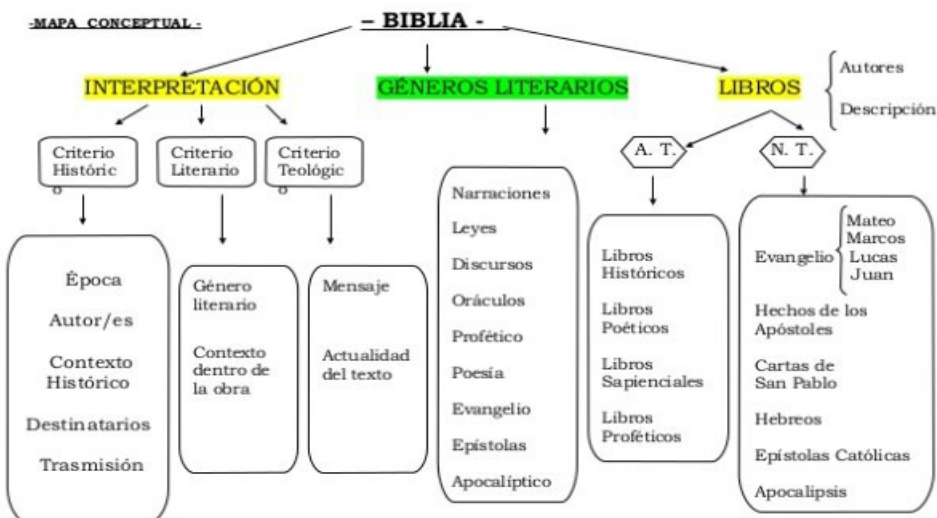 -MAPA CONCEPTUAL -
– BIBLIA -
INTERPRETACIÓN
GÉNEROS LITERARIOS
LIBROS
Autores
Descripción
Criterio
Históric
o
Criterio
Literario
Criterio
Teológic
o
A. T.
N. T.
Época
Autor/es
Contexto
Histórico
Destinatarios
Trasmisión
Género
literario
Contexto
dentro de
la obra
Mensaje
Actualidad
del texto
Narraciones
Leyes
Discursos
Oráculos
Profético
Poesía
Evangelio
Epístolas
Apocalíptico
Libros
Históricos
Libros
Poéticos
Libros
Sapienciales
Libros
Proféticos
Evangelio
Mateo
Marcos
Lucas
Juan
Hechos de los
Apóstoles
Cartas de
San Pablo
Hebreos
Epístolas Católicas
Apocalipsis